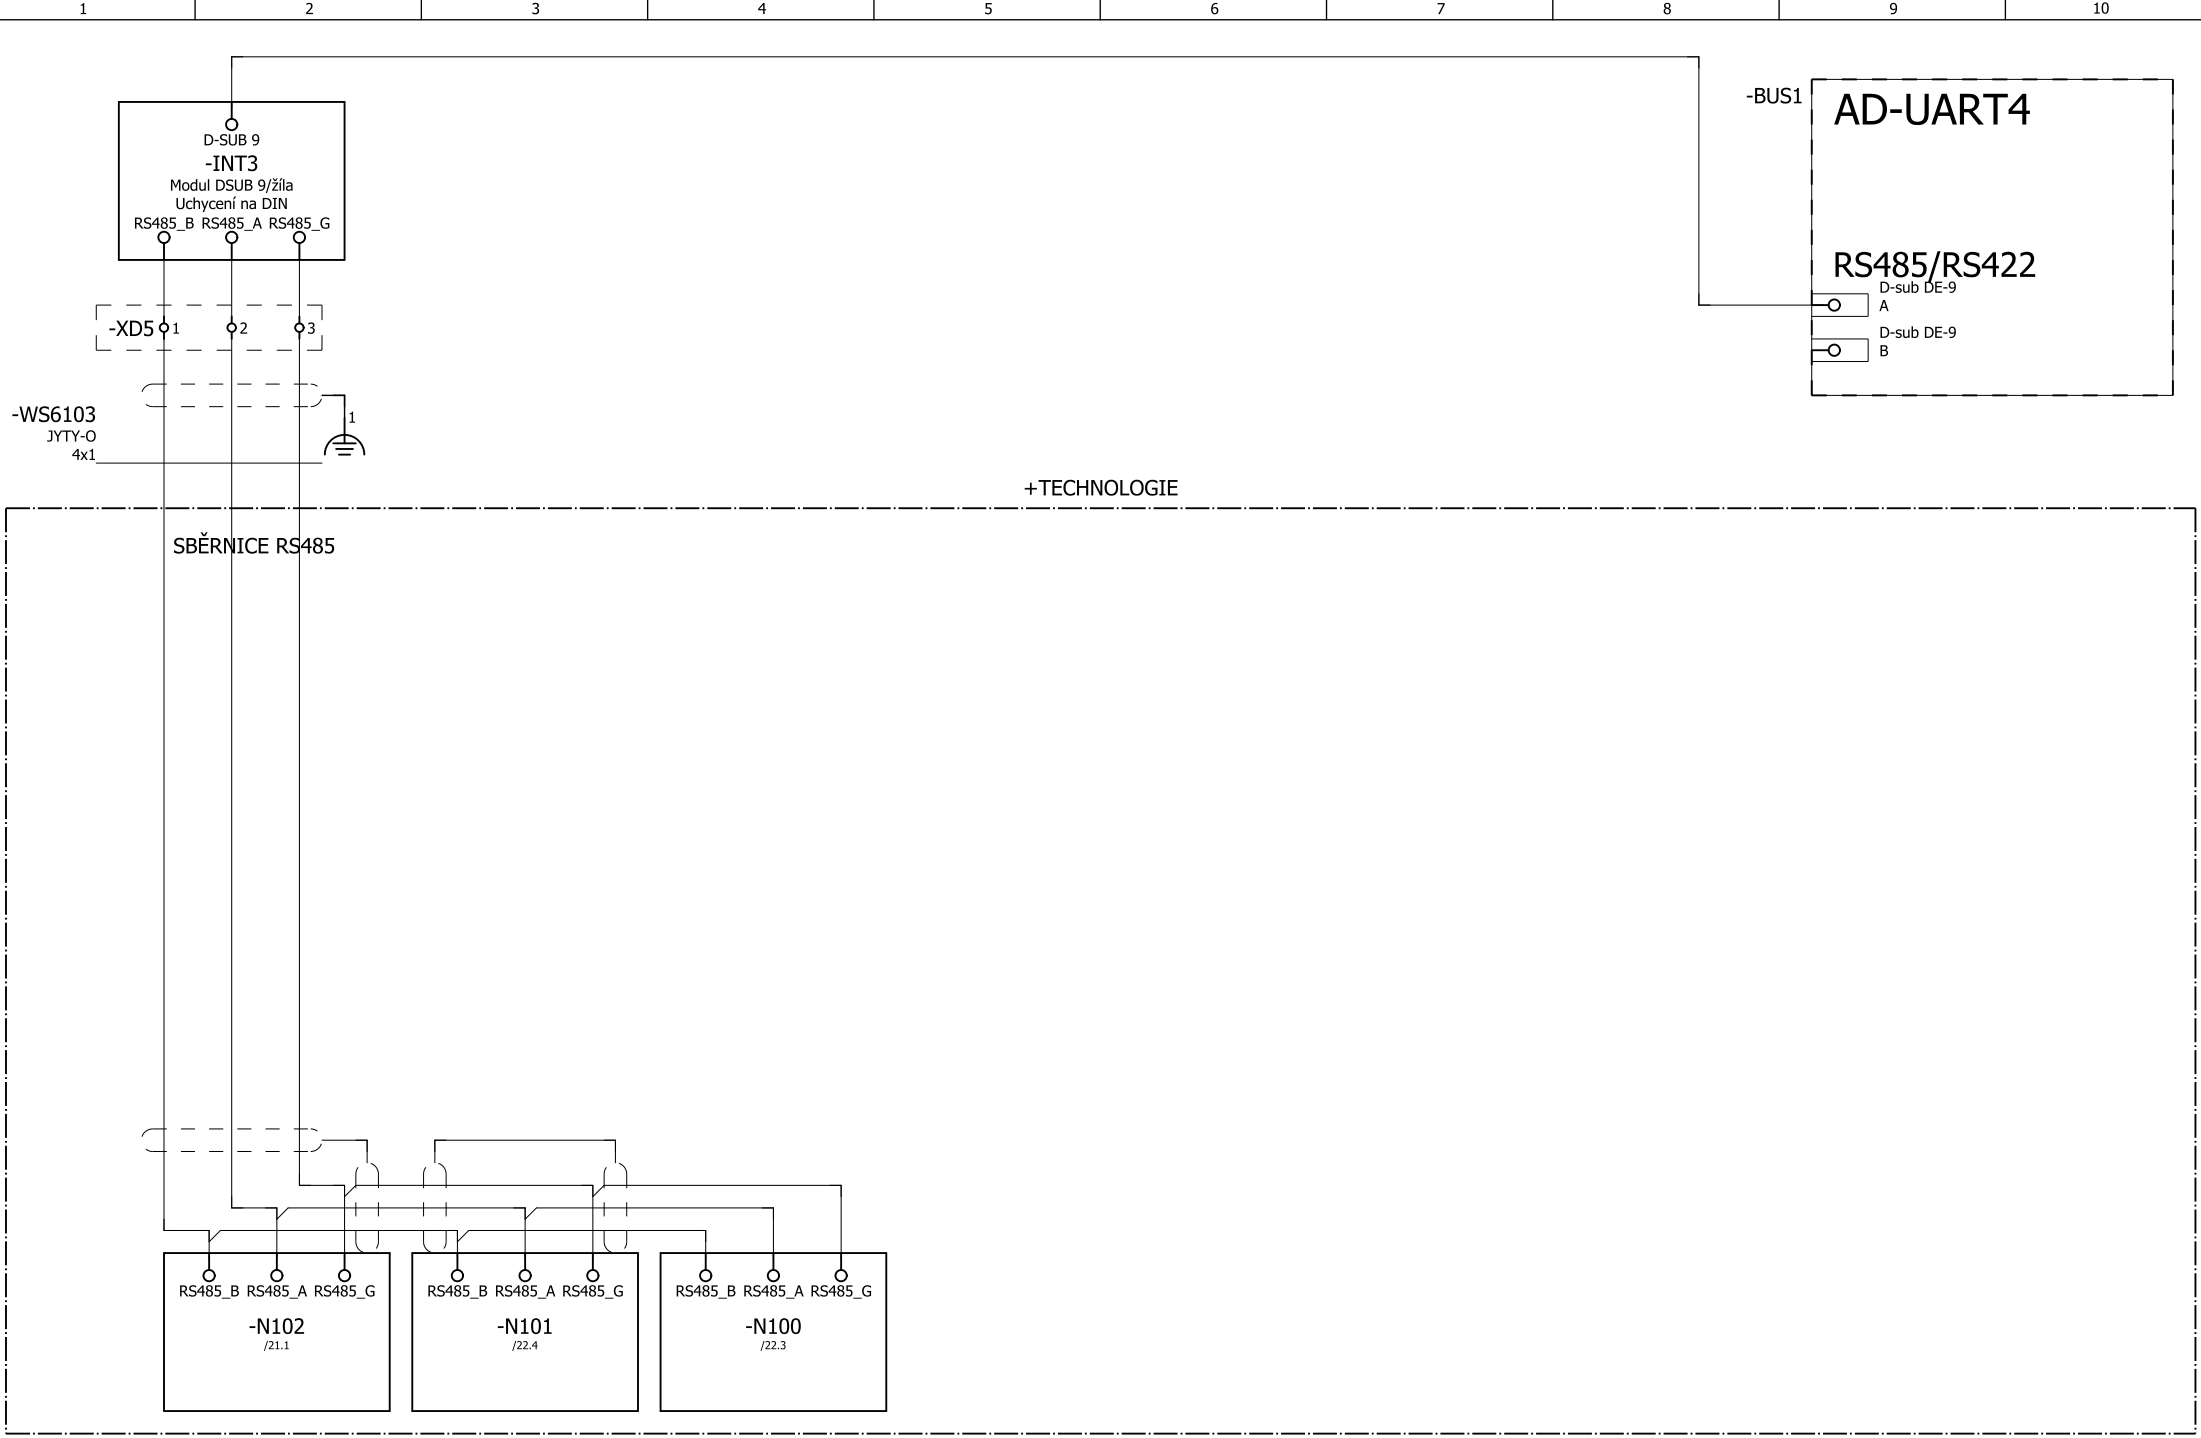 1 2 3 4 5 6 7 8 9 10
-BUS1
AD-UART4
D-SUB 9
-INT3
Modul DSUB 9/žíla
Uchycení na DIN
RS485_B RS485_A RS485_G
RS485/RS422
D-sub DE-9
A
D-sub DE-9
B
-XD5 1 2 3
-WS6103
JYTY-O
4x1
1
+TECHNOLOGIE
SBĚRNICE RS485
RS485_B RS485_A RS485_G
-N102
/21.1
RS485_B RS485_A RS485_G
-N101
/22.4
RS485_B RS485_A RS485_G
-N100
/22.3